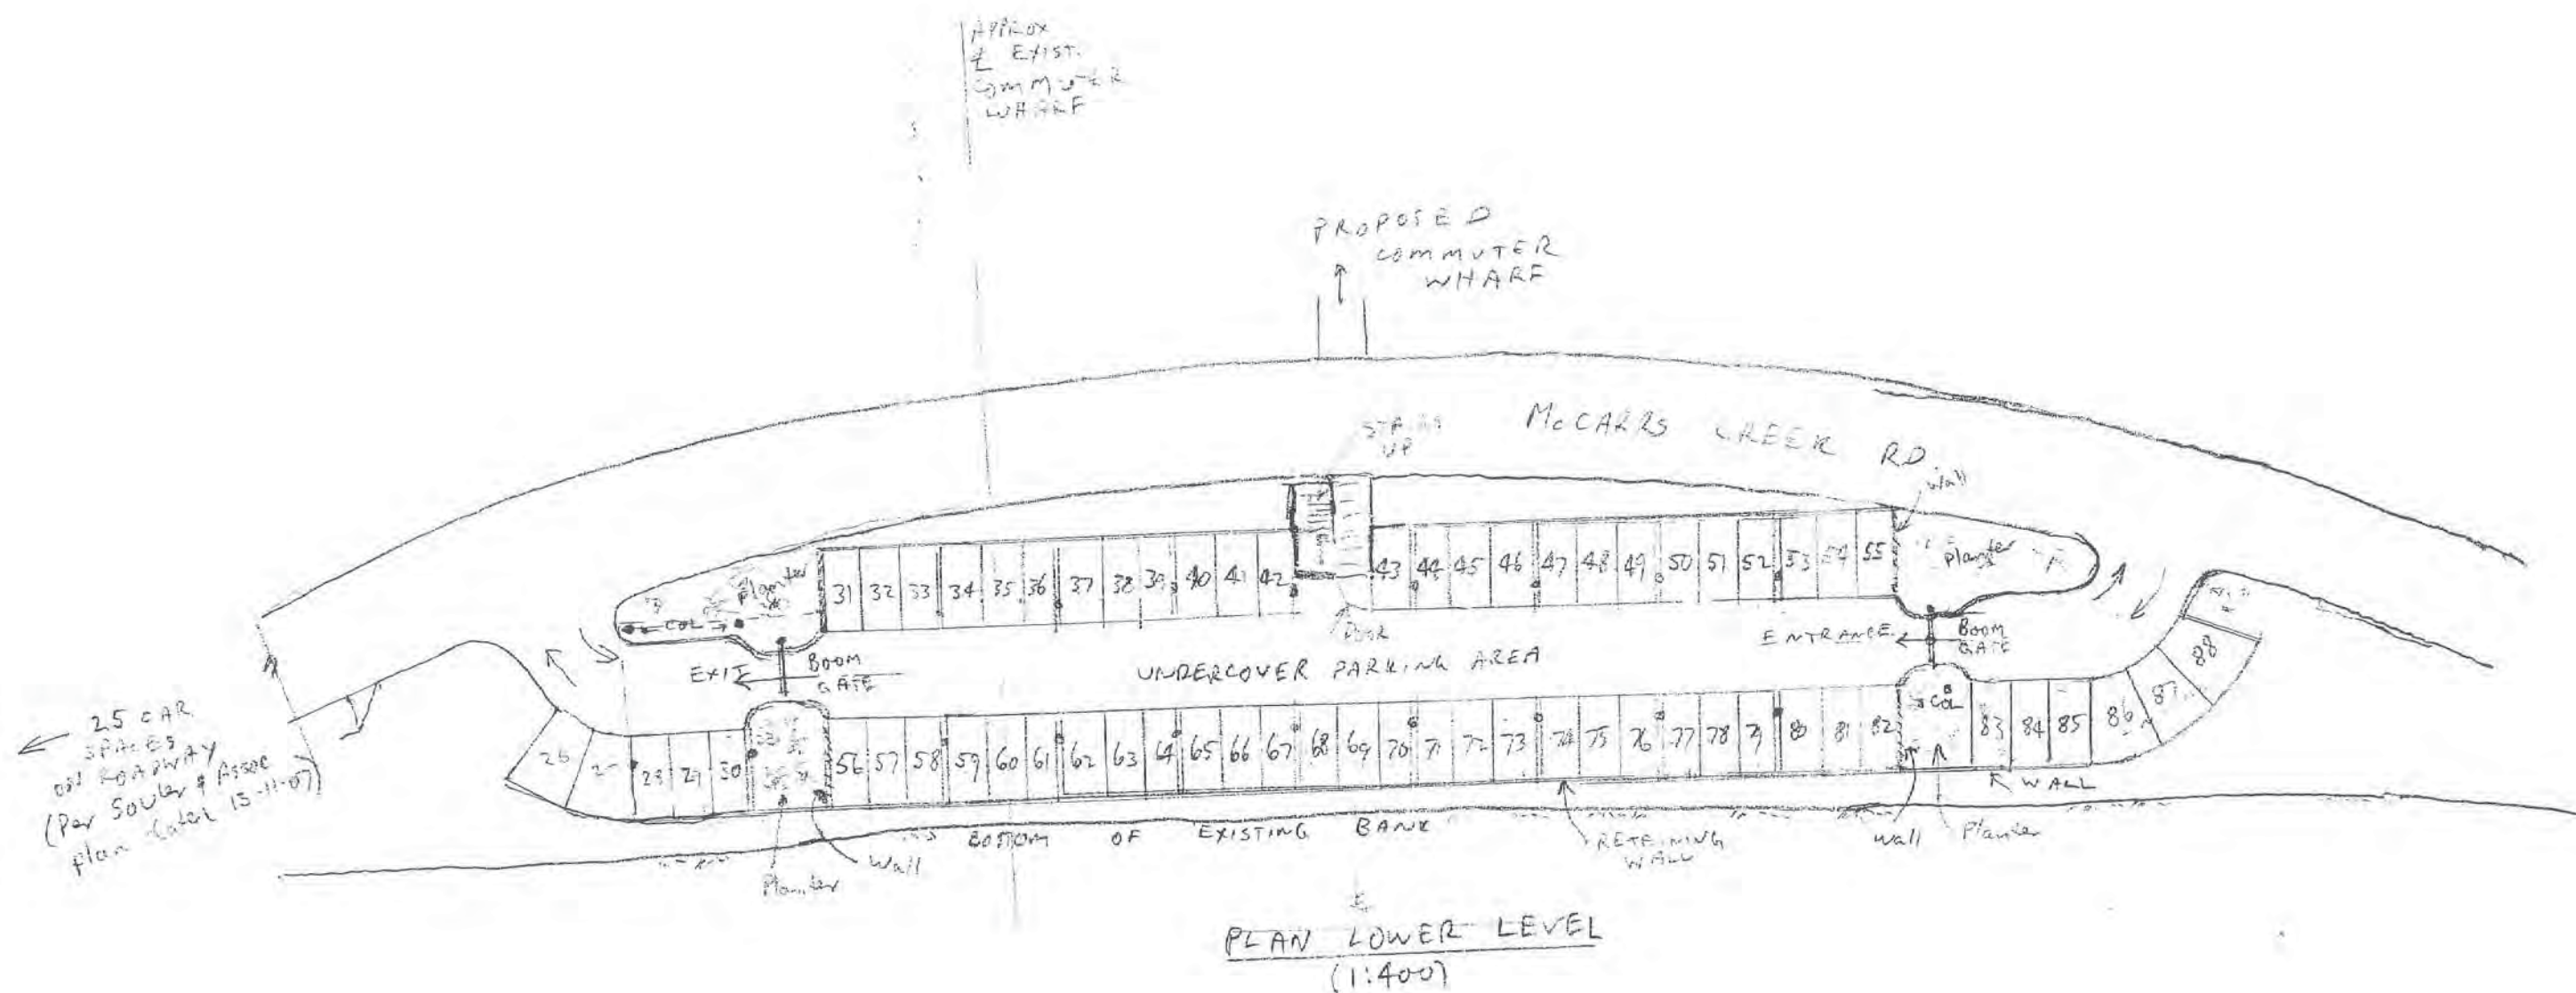 APPROX
℄ EXIST.
COMMUTER
WHARF
PROPOSED
COMMUTER
WHARF
STAIRS
UP
McCARRS CREEK RD.
Wall
Planter
31 32 33 34 35 36 37 38 39 40 41 42
43 44 45 46 47 48 49 50 51 52 53 54 55
Planter
COL
DOOR
EXIT
BOOM
GATE
UNDERCOVER PARKING AREA
ENTRANCE
BOOM
GATE
25 CAR
SPACES
ON ROADWAY
(Per Souler & Assoc
plan dated 13-11-07)
26 27 28 29 30
56 57 58 59 60 61 62 63 64 65 66 67 68 69 70 71 72 73 74 75 76 77 78 79 80 81 82
COL
83 84 85 86 87 88
WALL
BOTTOM OF EXISTING BANK
Planter
Wall
RETAINING
WALL
Wall
Planter
PLAN LOWER LEVEL
(1:400)